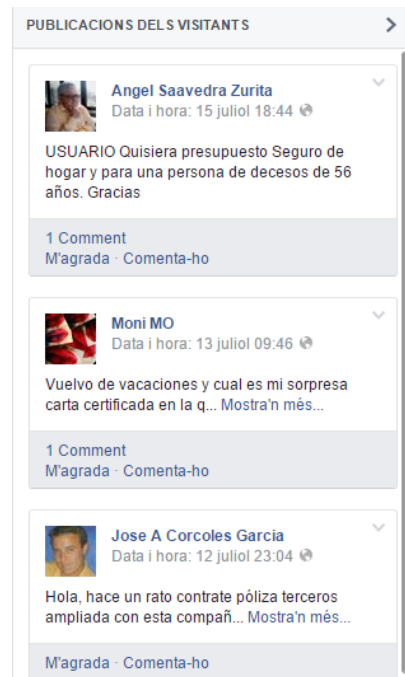 PUBLICACIONS DELS VISITANTS
Angel Saavedra Zurita
Data i hora: 15 juliol 18:44
USUARIO Quisiera presupuesto Seguro de
hogar y para una persona de decesos de 56
años. Gracias
1 Comment
M'agrada · Comenta-ho
Moni MO
Data i hora: 13 juliol 09:46
Vuelvo de vacaciones y cual es mi sorpresa
carta certificada en la q... Mostra'n més...
1 Comment
M'agrada · Comenta-ho
Jose A Corcoles Garcia
Data i hora: 12 juliol 23:04
Hola, hace un rato contrate póliza terceros
ampliada con esta compañ... Mostra'n més...
M'agrada · Comenta-ho